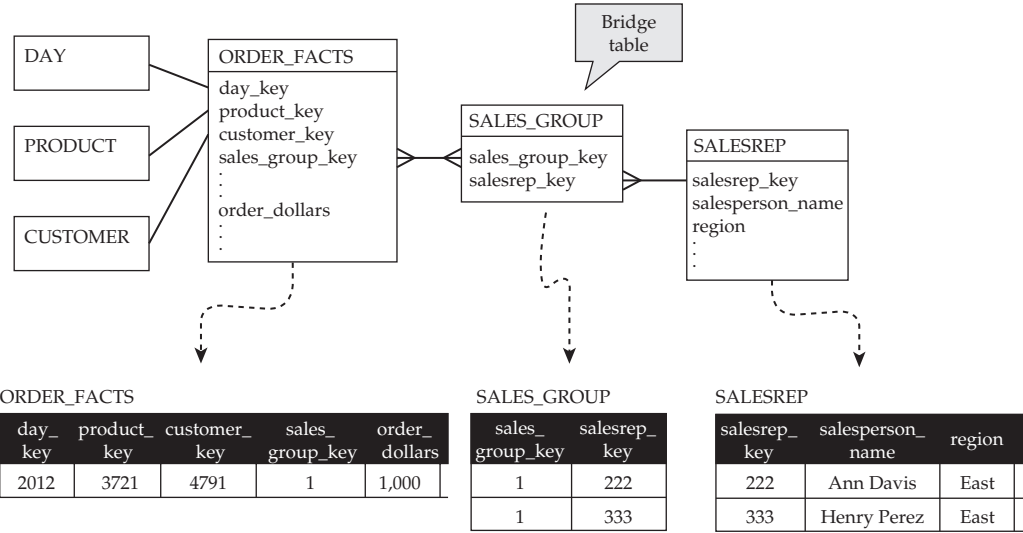 Bridge
table
DAY
PRODUCT
CUSTOMER
ORDER_FACTS
day_key
product_key
customer_key
sales_group_key
.
.
order_dollars
.
.
SALES_GROUP
sales_group_key
salesrep_key
SALESREP
salesrep_key
salesperson_name
region
.
.
.
ORDER_FACTS
day_ product_ customer_ sales_ order_
key key key group_key dollars
2012 3721 4791 1 1,000
SALES_GROUP
sales_ salesrep_
group_key key
1 222
1 333
SALESREP
salesrep_ salesperson_ region
key name
222 Ann Davis East
333 Henry Perez East